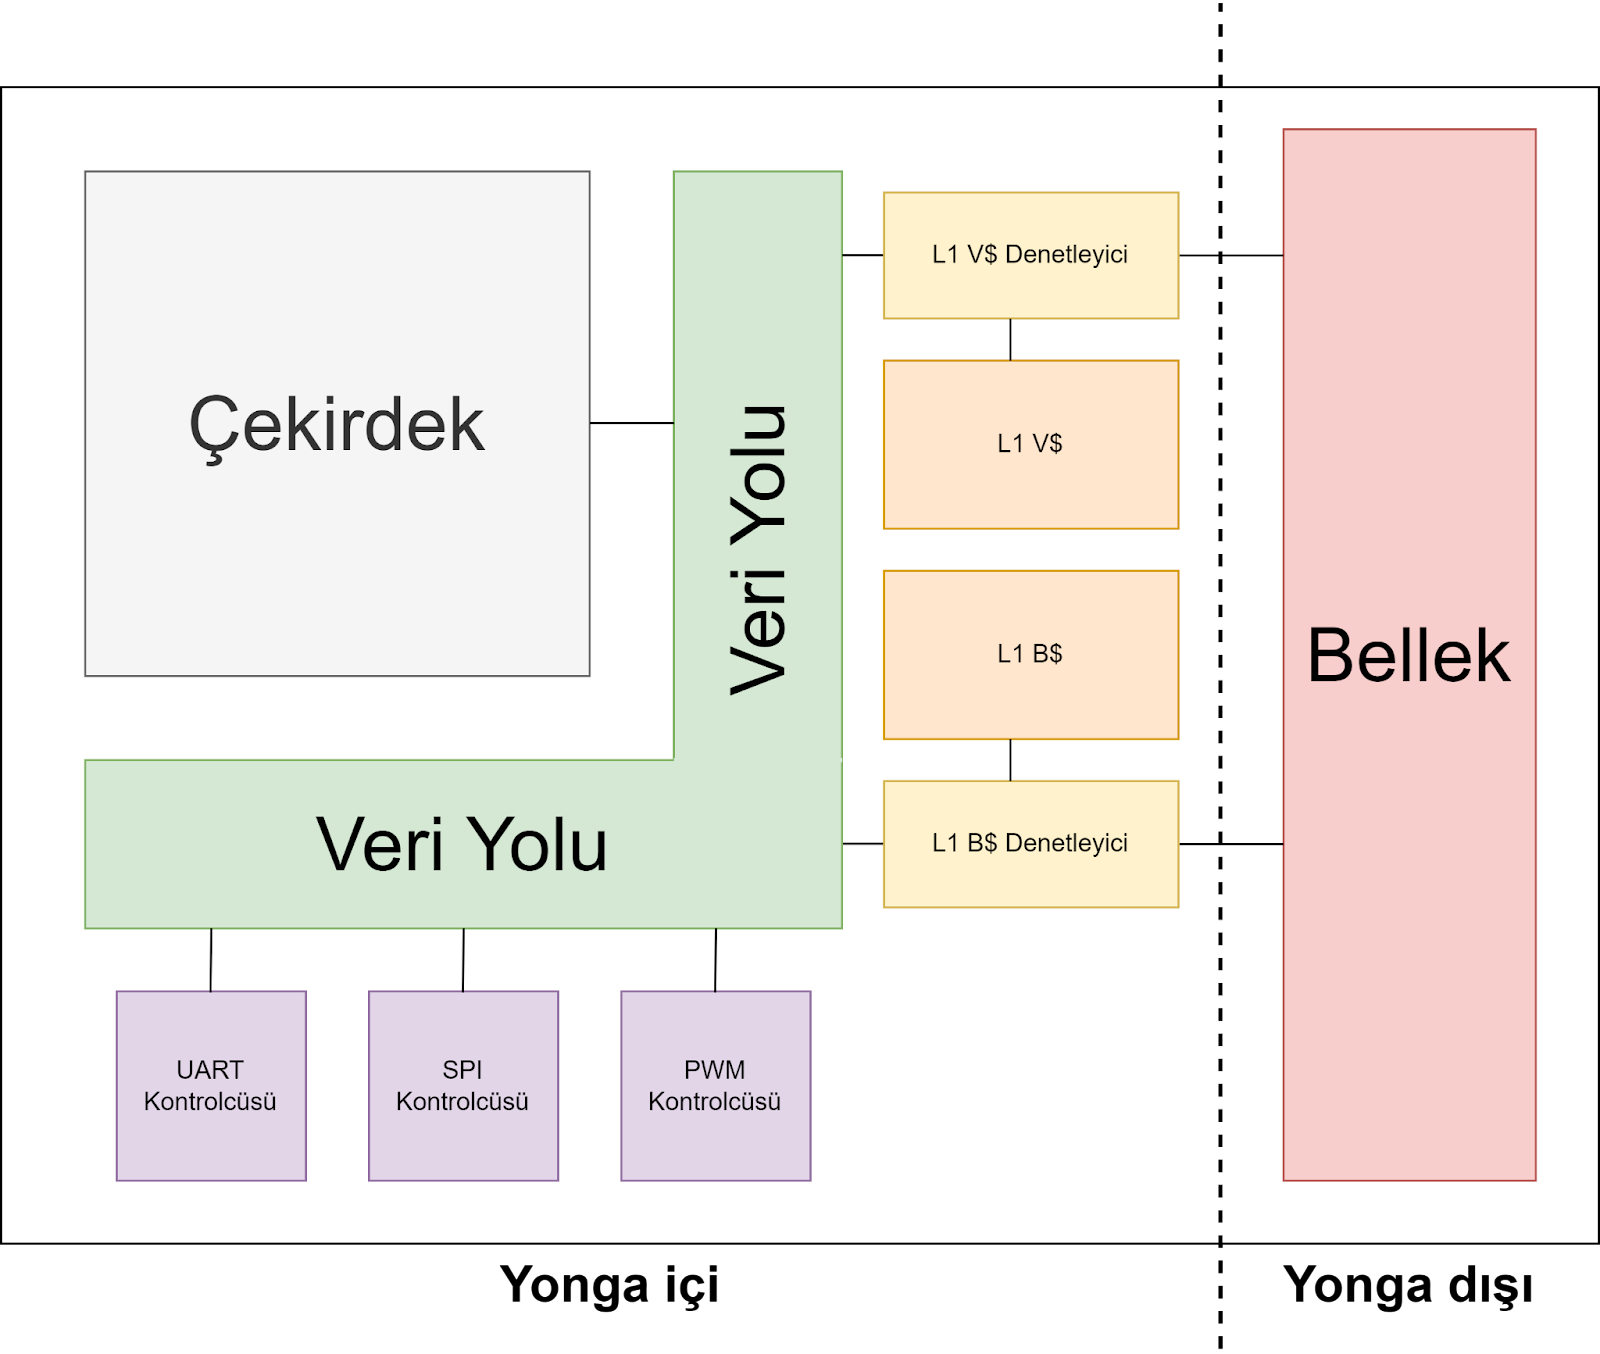 Çekirdek
Veri Yolu
L1 V$ Denetleyici
L1 V$
L1 B$
L1 B$ Denetleyici
Bellek
Veri Yolu
UART
Kontrolcüsü
SPI
Kontrolcüsü
PWM
Kontrolcüsü
Yonga içi
Yonga dışı